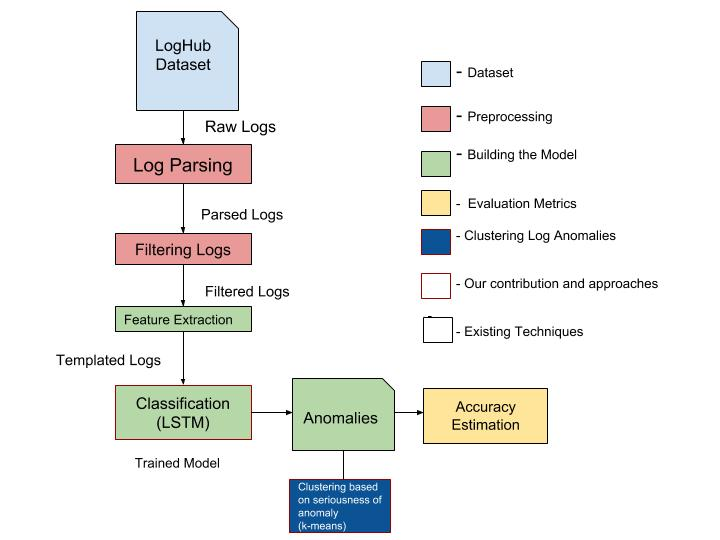 LogHub
Dataset
Raw Logs
Log Parsing
Parsed Logs
Filtering Logs
Filtered Logs
Feature Extraction
Templated Logs
Classification
(LSTM)
Trained Model
Anomalies
Accuracy
Estimation
Clustering based
on seriousness of
anomaly
(k-means)
- Dataset
- Preprocessing
- Building the Model
- Evaluation Metrics
- Clustering Log Anomalies
- Our contribution and approaches
- Existing Techniques